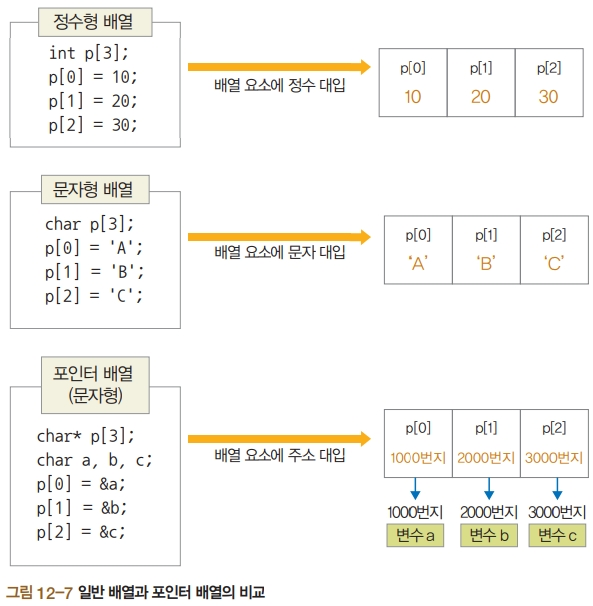 정수형 배열
int p[3];
p[0] = 10;
p[1] = 20;
p[2] = 30;
배열 요소에 정수 대입
p[0] p[1] p[2]
10 20 30
문자형 배열
char p[3];
p[0] = 'A';
p[1] = 'B';
p[2] = 'C';
배열 요소에 문자 대입
p[0] p[1] p[2]
‘A’ ‘B’ ‘C’
포인터 배열
(문자형)
char* p[3];
char a, b, c;
p[0] = &a;
p[1] = &b;
p[2] = &c;
배열 요소에 주소 대입
p[0] p[1] p[2]
1000번지 2000번지 3000번지
1000번지 2000번지 3000번지
변수 a 변수 b 변수 c
그림 12-7 일반 배열과 포인터 배열의 비교